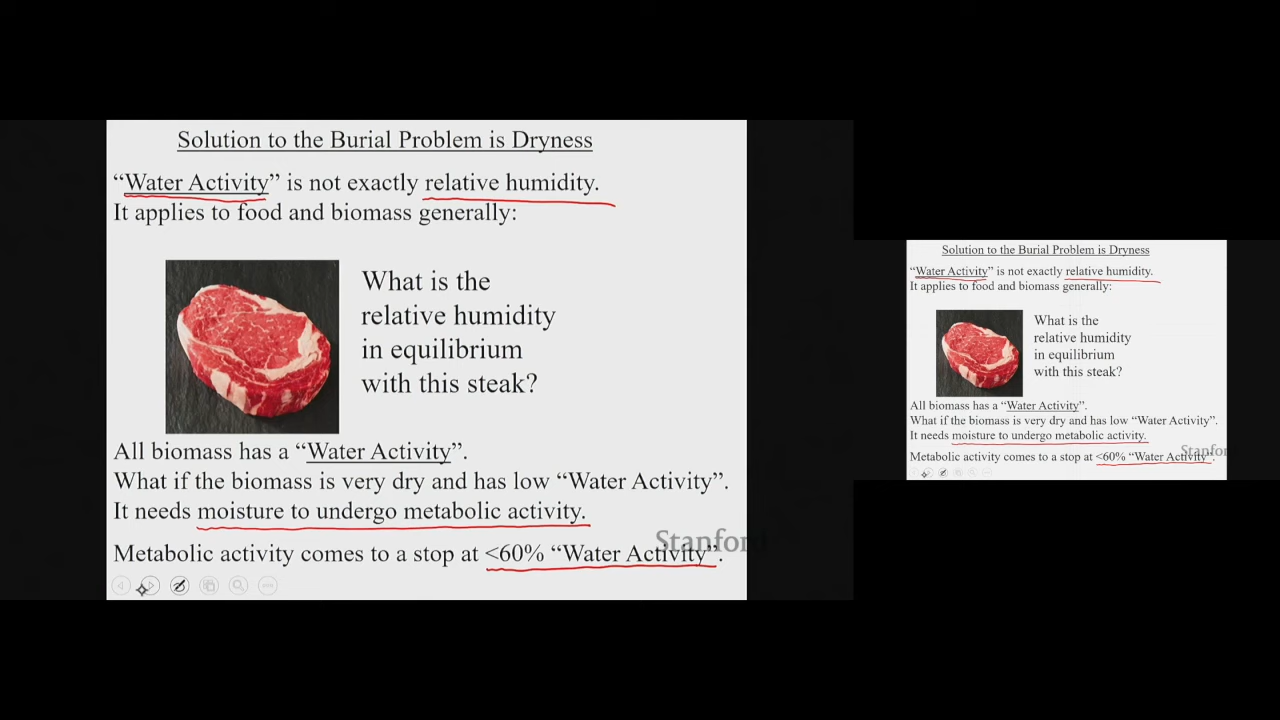 Solution to the Burial Problem is Dryness
“Water Activity” is not exactly relative humidity.
It applies to food and biomass generally:
What is the
relative humidity
in equilibrium
with this steak?
All biomass has a “Water Activity”.
What if the biomass is very dry and has low “Water Activity”.
It needs moisture to undergo metabolic activity.
Stanford
Metabolic activity comes to a stop at <60% “Water Activity”.
Solution to the Burial Problem is Dryness
“Water Activity” is not exactly relative humidity.
It applies to food and biomass generally:
What is the
relative humidity
in equilibrium
with this steak?
All biomass has a “Water Activity”.
What if the biomass is very dry and has low “Water Activity”.
It needs moisture to undergo metabolic activity.
Stanford
Metabolic activity comes to a stop at <60% “Water Activity”.